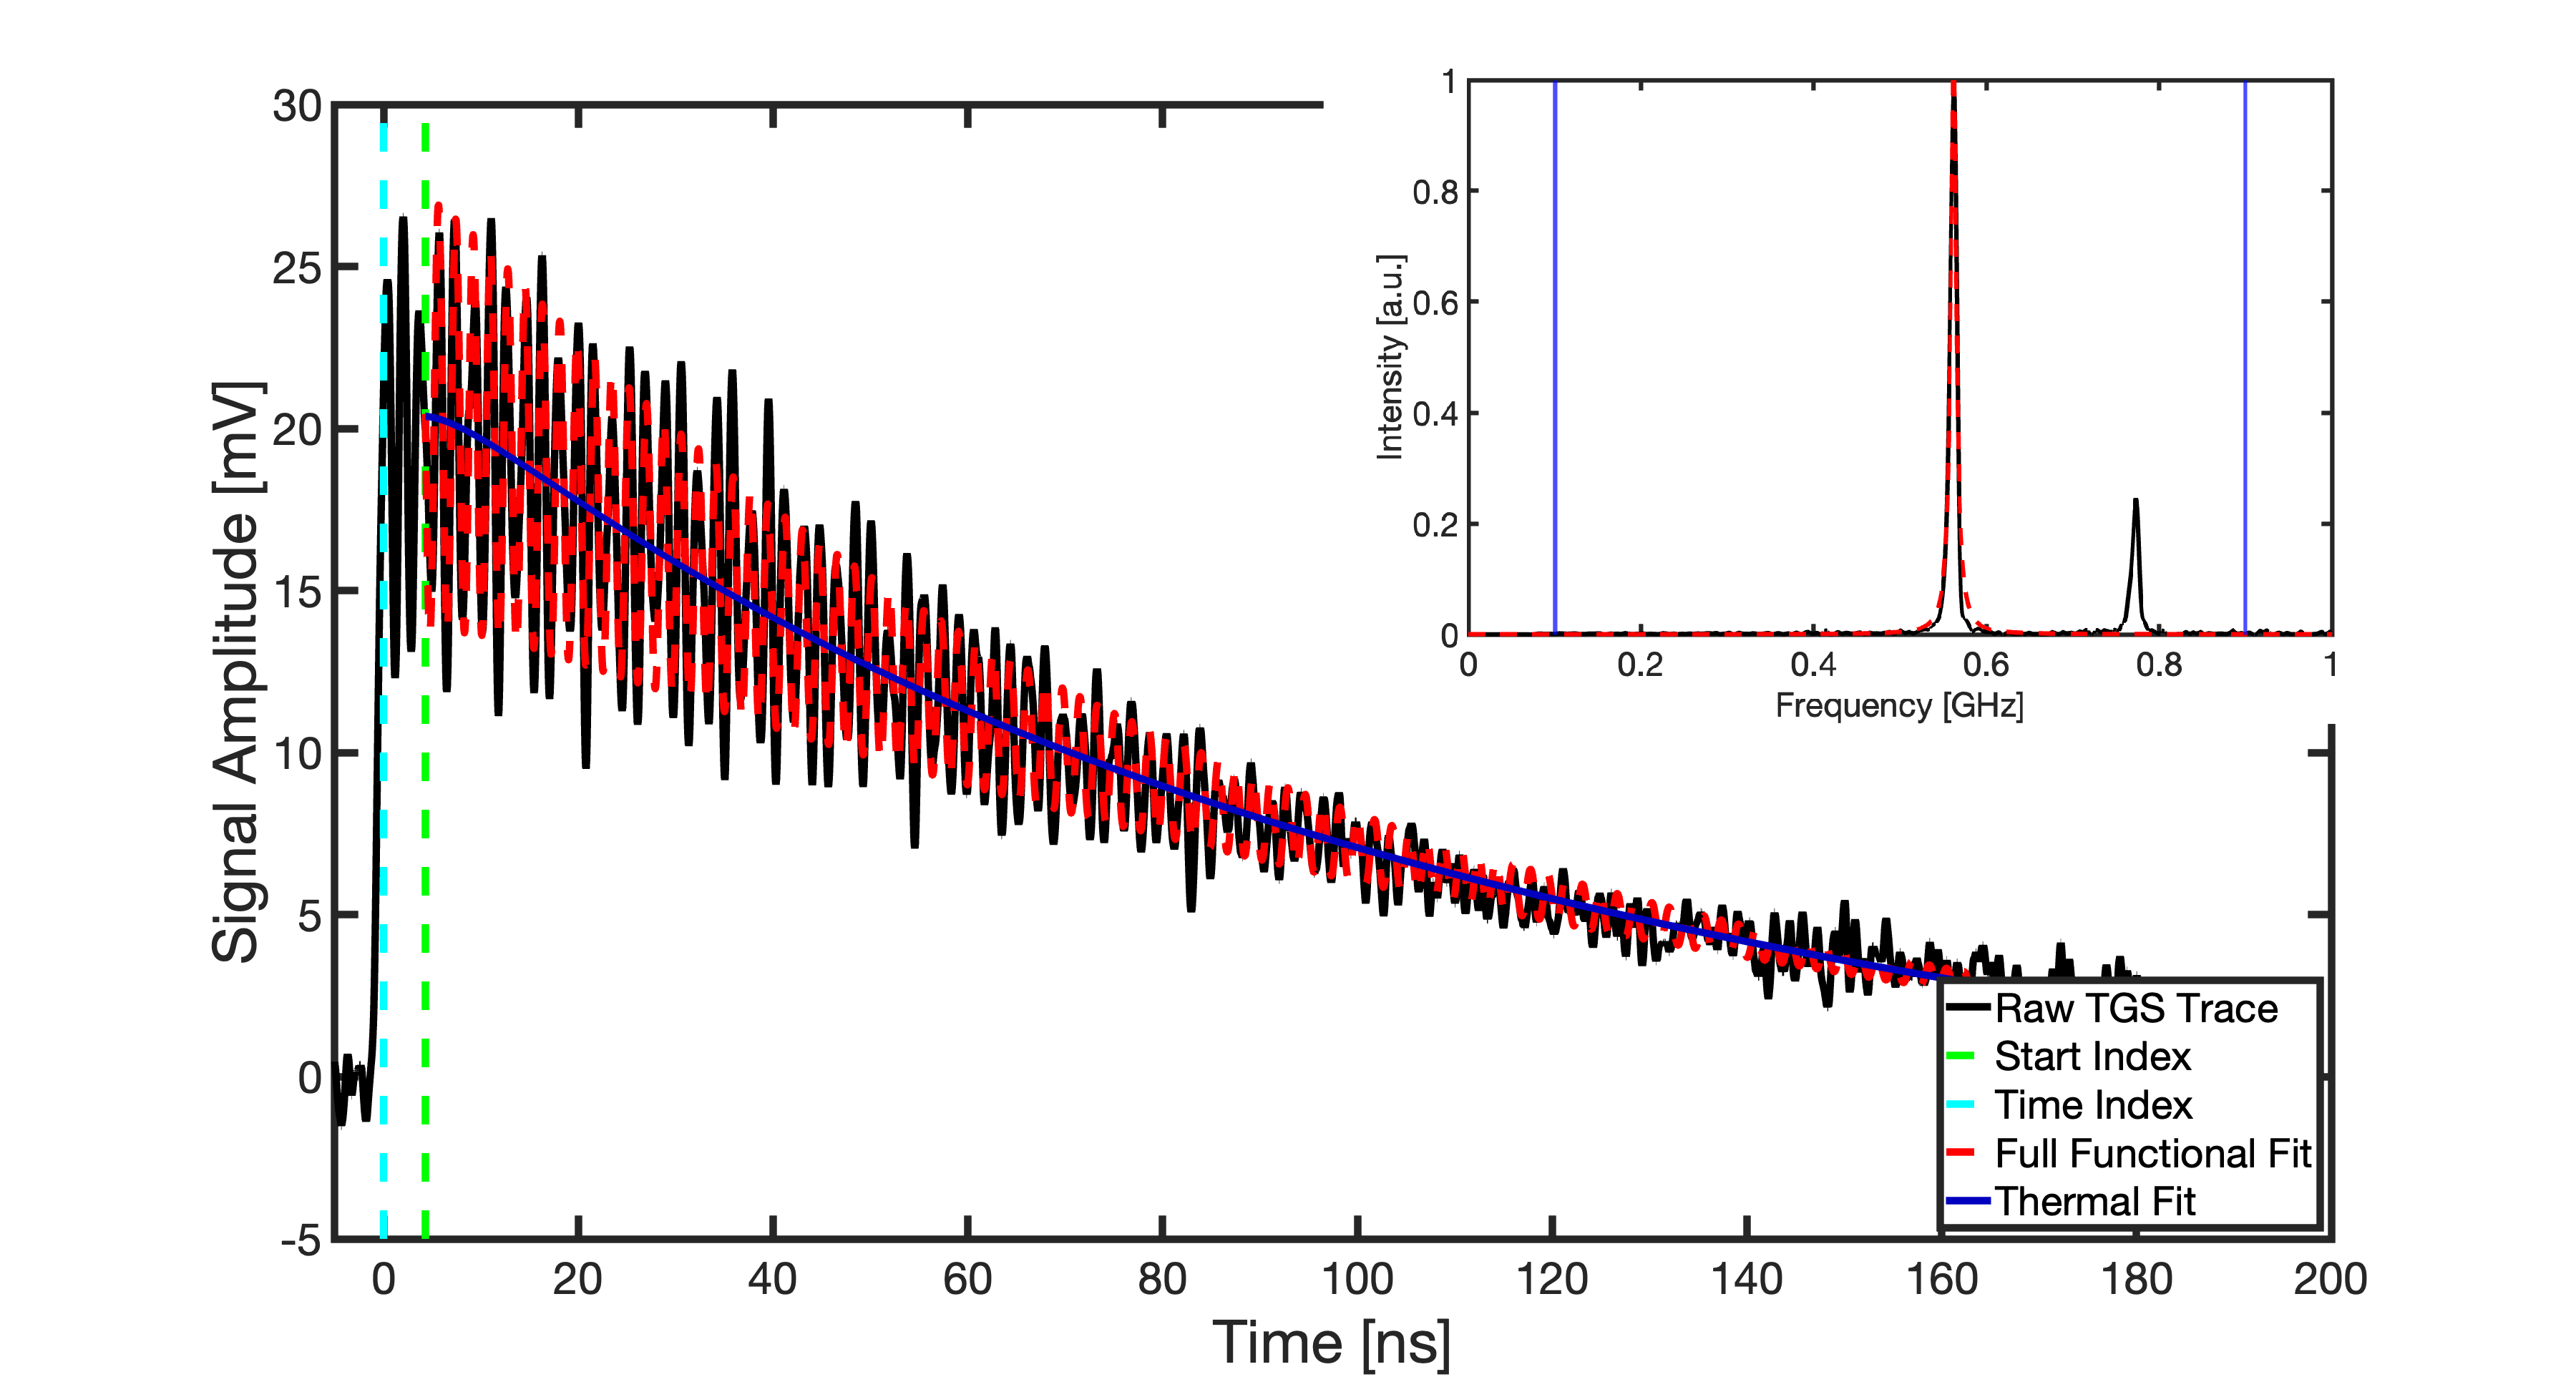 30
25
20
15
10
5
0
-5
Signal Amplitude [mV]
0 20 40 60 80 100 120 140 160 180 200
Time [ns]
1
0.8
0.6
0.4
0.2
0
Intensity [a.u.]
0 0.2 0.4 0.6 0.8 1
Frequency [GHz]
Raw TGS Trace
Start Index
Time Index
Full Functional Fit
Thermal Fit